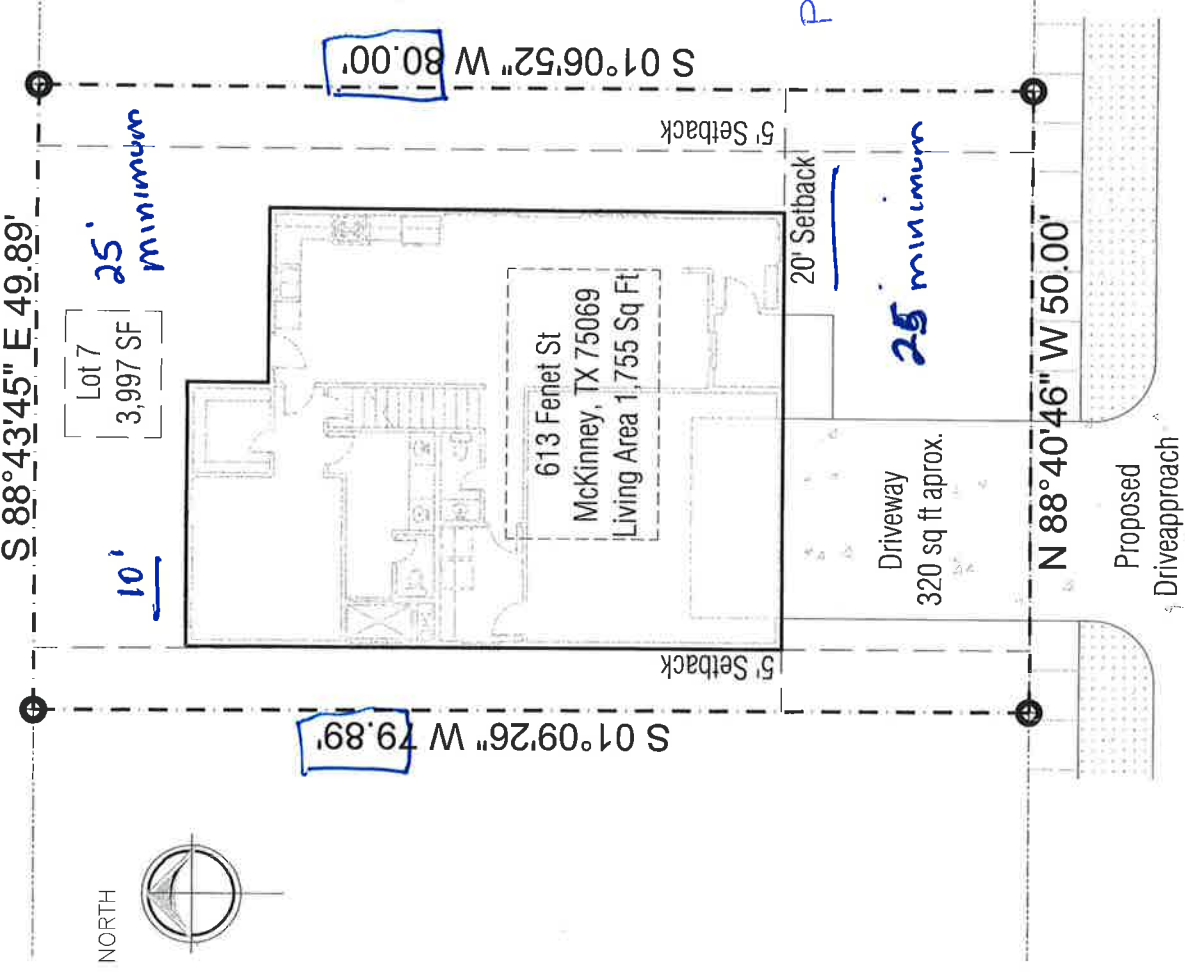 P
S 01°06'52" W 80.00'
S 88°43'45" E 49.89'
Lot 7
3,997 SF
25'
minimum
5' Setback
20' Setback
25' minimum
613 Fenet St
McKinney, TX 75069
Living Area 1,755 Sq Ft
10'
Driveway
320 sq ft aprox.
N 88°40'46" W 50.00'
Proposed
Driveapproach
5' Setback
S 01°09'26" W 79.89'
NORTH